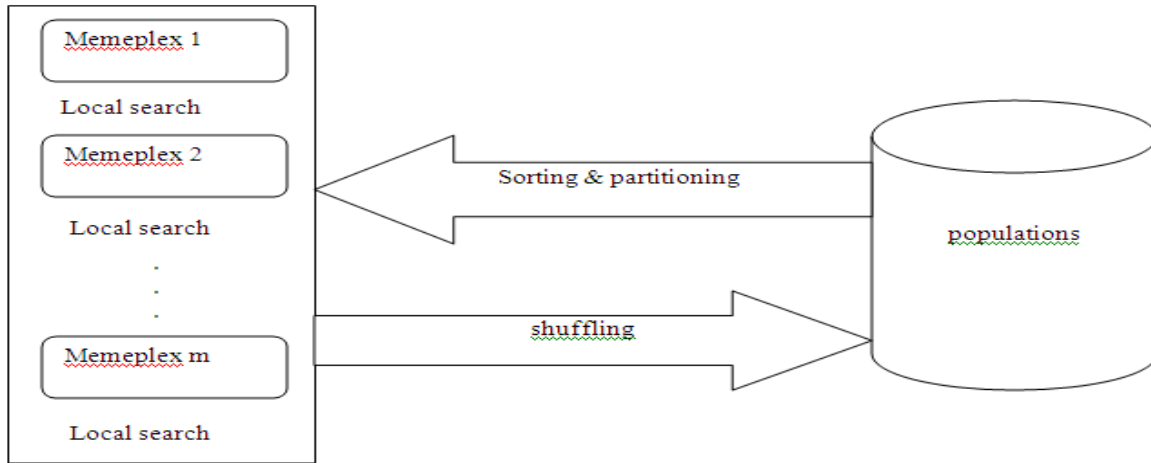 Memeplex 1
Local search
Memeplex 2
Local search
.
.
.
Memeplex m
Local search
Sorting & partitioning
shuffling
populations